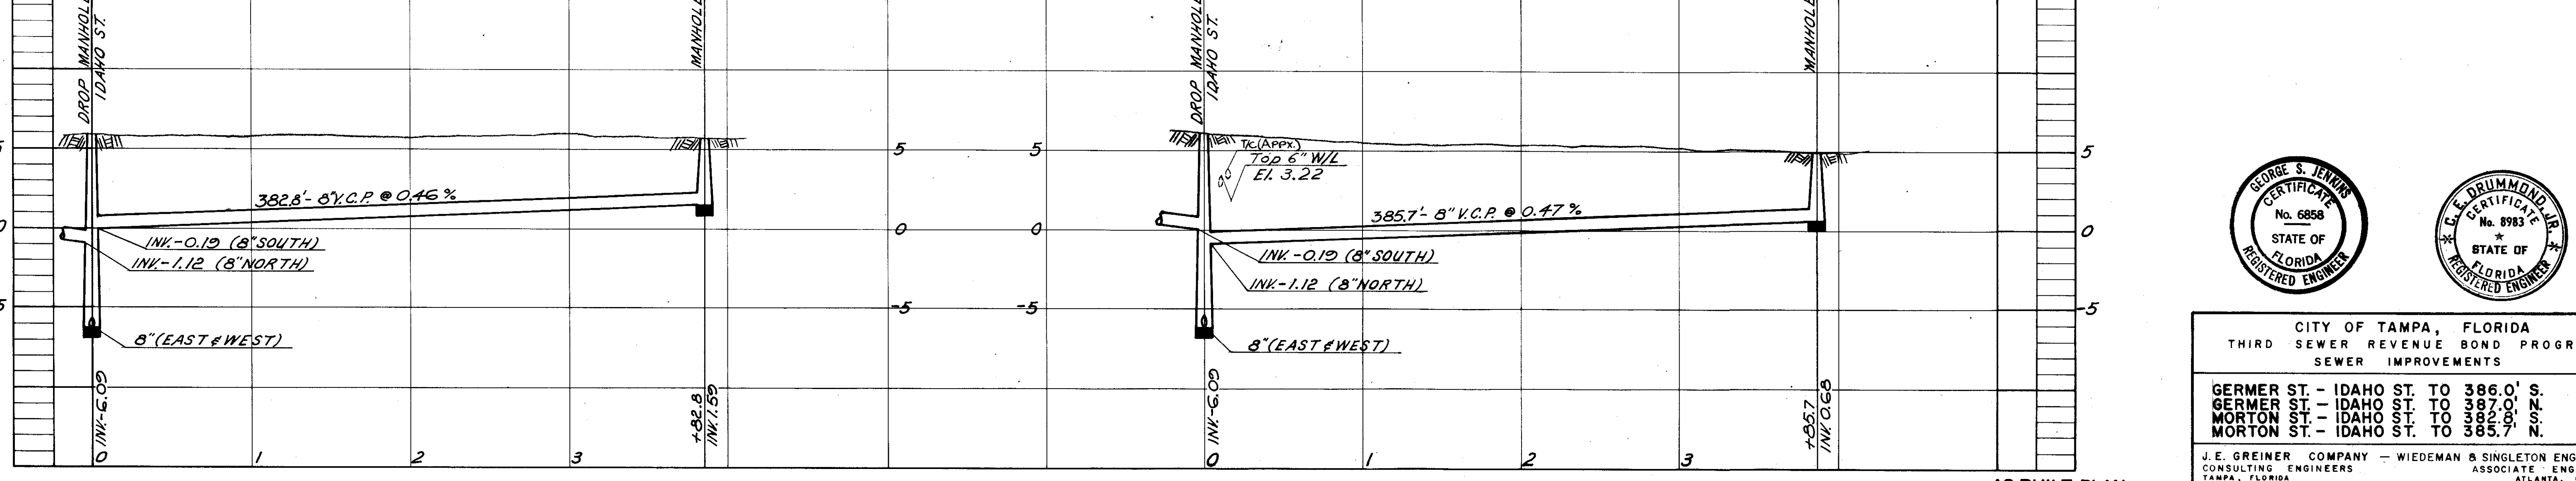 DROP MANHOLE
IDAHO ST.
MANHOLE
5
0
-5
382.8'- 8" V.C.P. @ 0.46 %
INV.-0.19 (8" SOUTH)
INV.-1.12 (8" NORTH)
8" (EAST & WEST)
INV.-6.09
+82.8
INV. 1.59
0
1
2
3
DROP MANHOLE
IDAHO ST.
MANHOLE
5
0
-5
T/C (APPX.)
Top 6" W/L
El. 3.22
385.7'- 8" V.C.P. @ 0.47 %
INV.-0.19 (8" SOUTH)
INV.-1.12 (8" NORTH)
8" (EAST & WEST)
INV.-6.09
+85.7
INV. 0.68
5
0
-5
0
1
2
3
GEORGE S. JENKINS
CERTIFICATE
No. 6858
STATE OF
FLORIDA
REGISTERED ENGINEER
C. E. DRUMMOND, JR.
CERTIFICATE
No. 8983
STATE OF
FLORIDA
REGISTERED ENGINEER
CITY OF TAMPA, FLORIDA
THIRD SEWER REVENUE BOND PROGR
SEWER IMPROVEMENTS
GERMER ST. - IDAHO ST. TO 386.0' S.
GERMER ST. - IDAHO ST. TO 387.0' N.
MORTON ST. - IDAHO ST. TO 382.8' S.
MORTON ST. - IDAHO ST. TO 385.7' N.
J. E. GREINER COMPANY — WIEDEMAN & SINGLETON ENG
CONSULTING ENGINEERS ASSOCIATE ENG
TAMPA, FLORIDA ATLANTA,